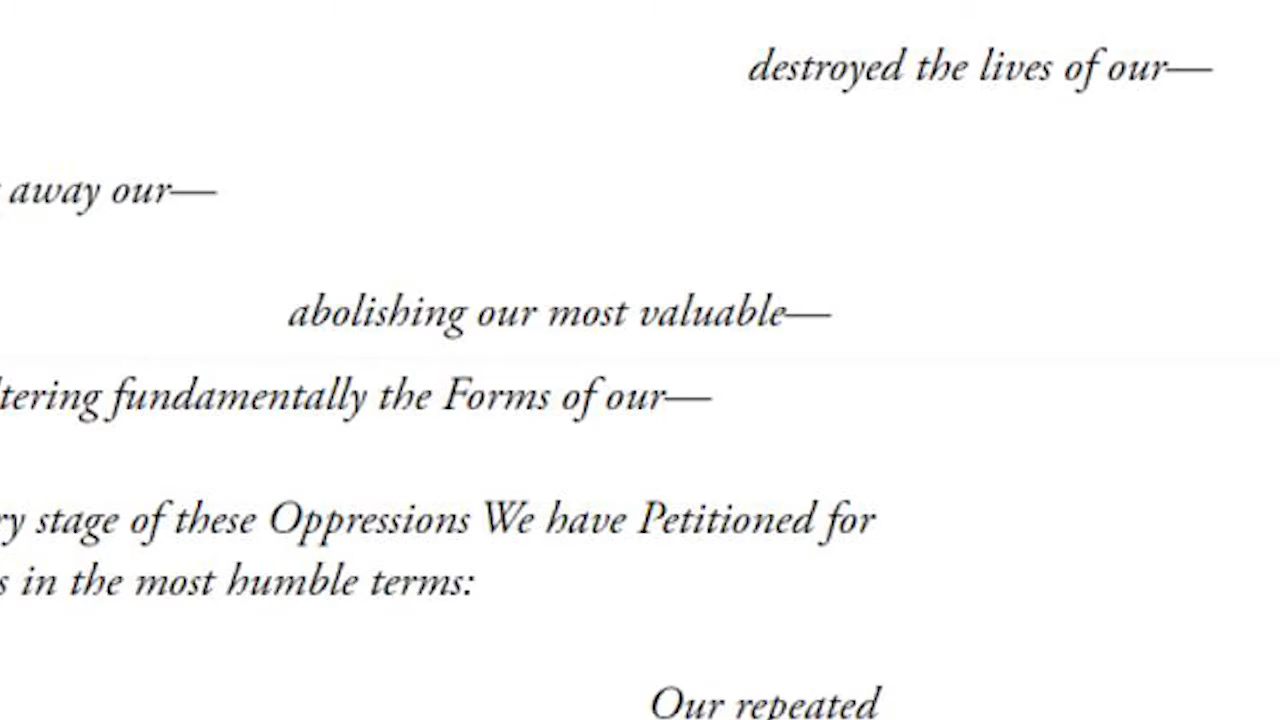 destroyed the lives of our—
away our—
abolishing our most valuable—
ltering fundamentally the Forms of our—
ry stage of these Oppressions We have Petitioned for
s in the most humble terms:
Our repeated